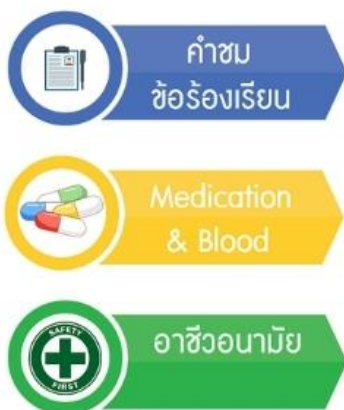 คำชม
ข้อร้องเรียน
Medication
& Blood
SAFETY
FIRST
อาชีวอนามัย